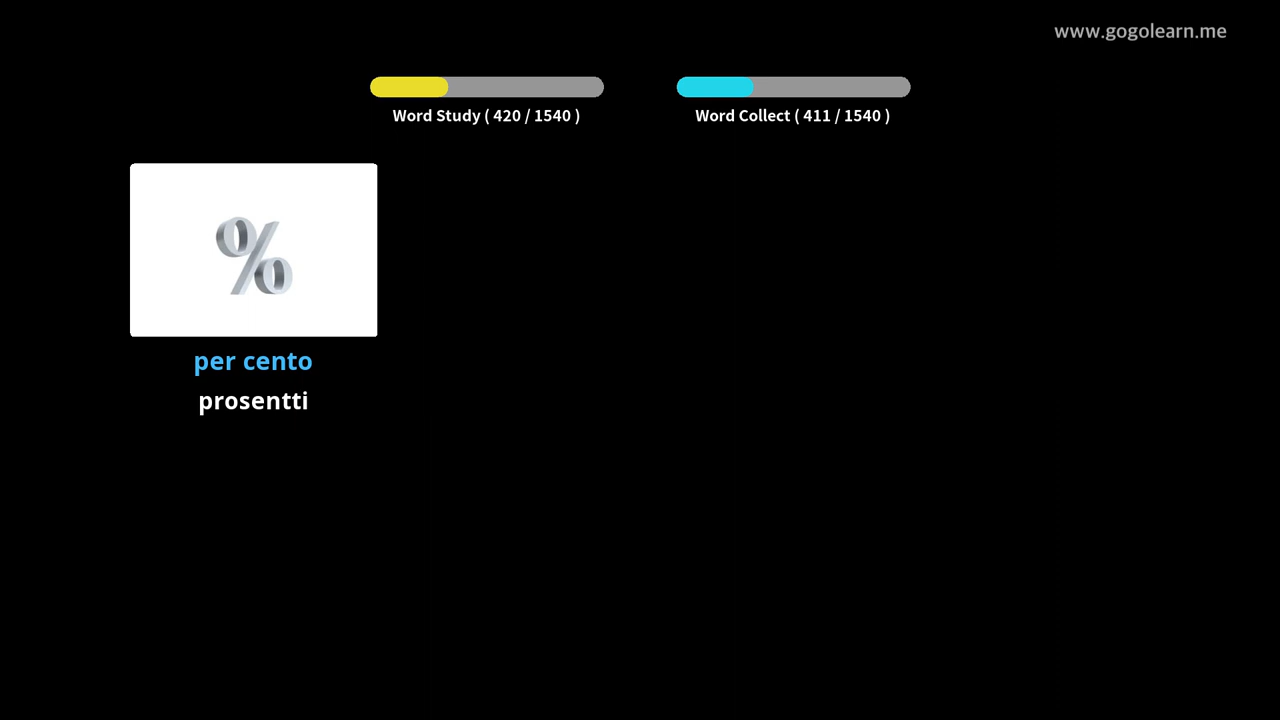 www.gogolearn.me
Word Study ( 420 / 1540 )
Word Collect ( 411 / 1540 )
%
per cento
prosentti